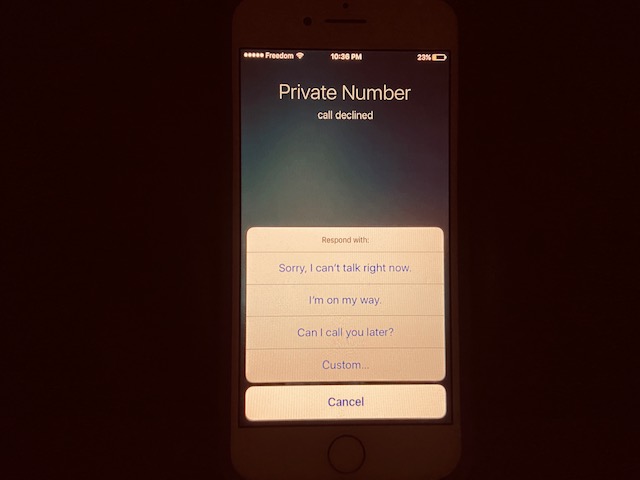 Freedom 10:36 PM 23%
Private Number
call declined
Respond with:
Sorry, I can't talk right now.
I'm on my way.
Can I call you later?
Custom...
Cancel